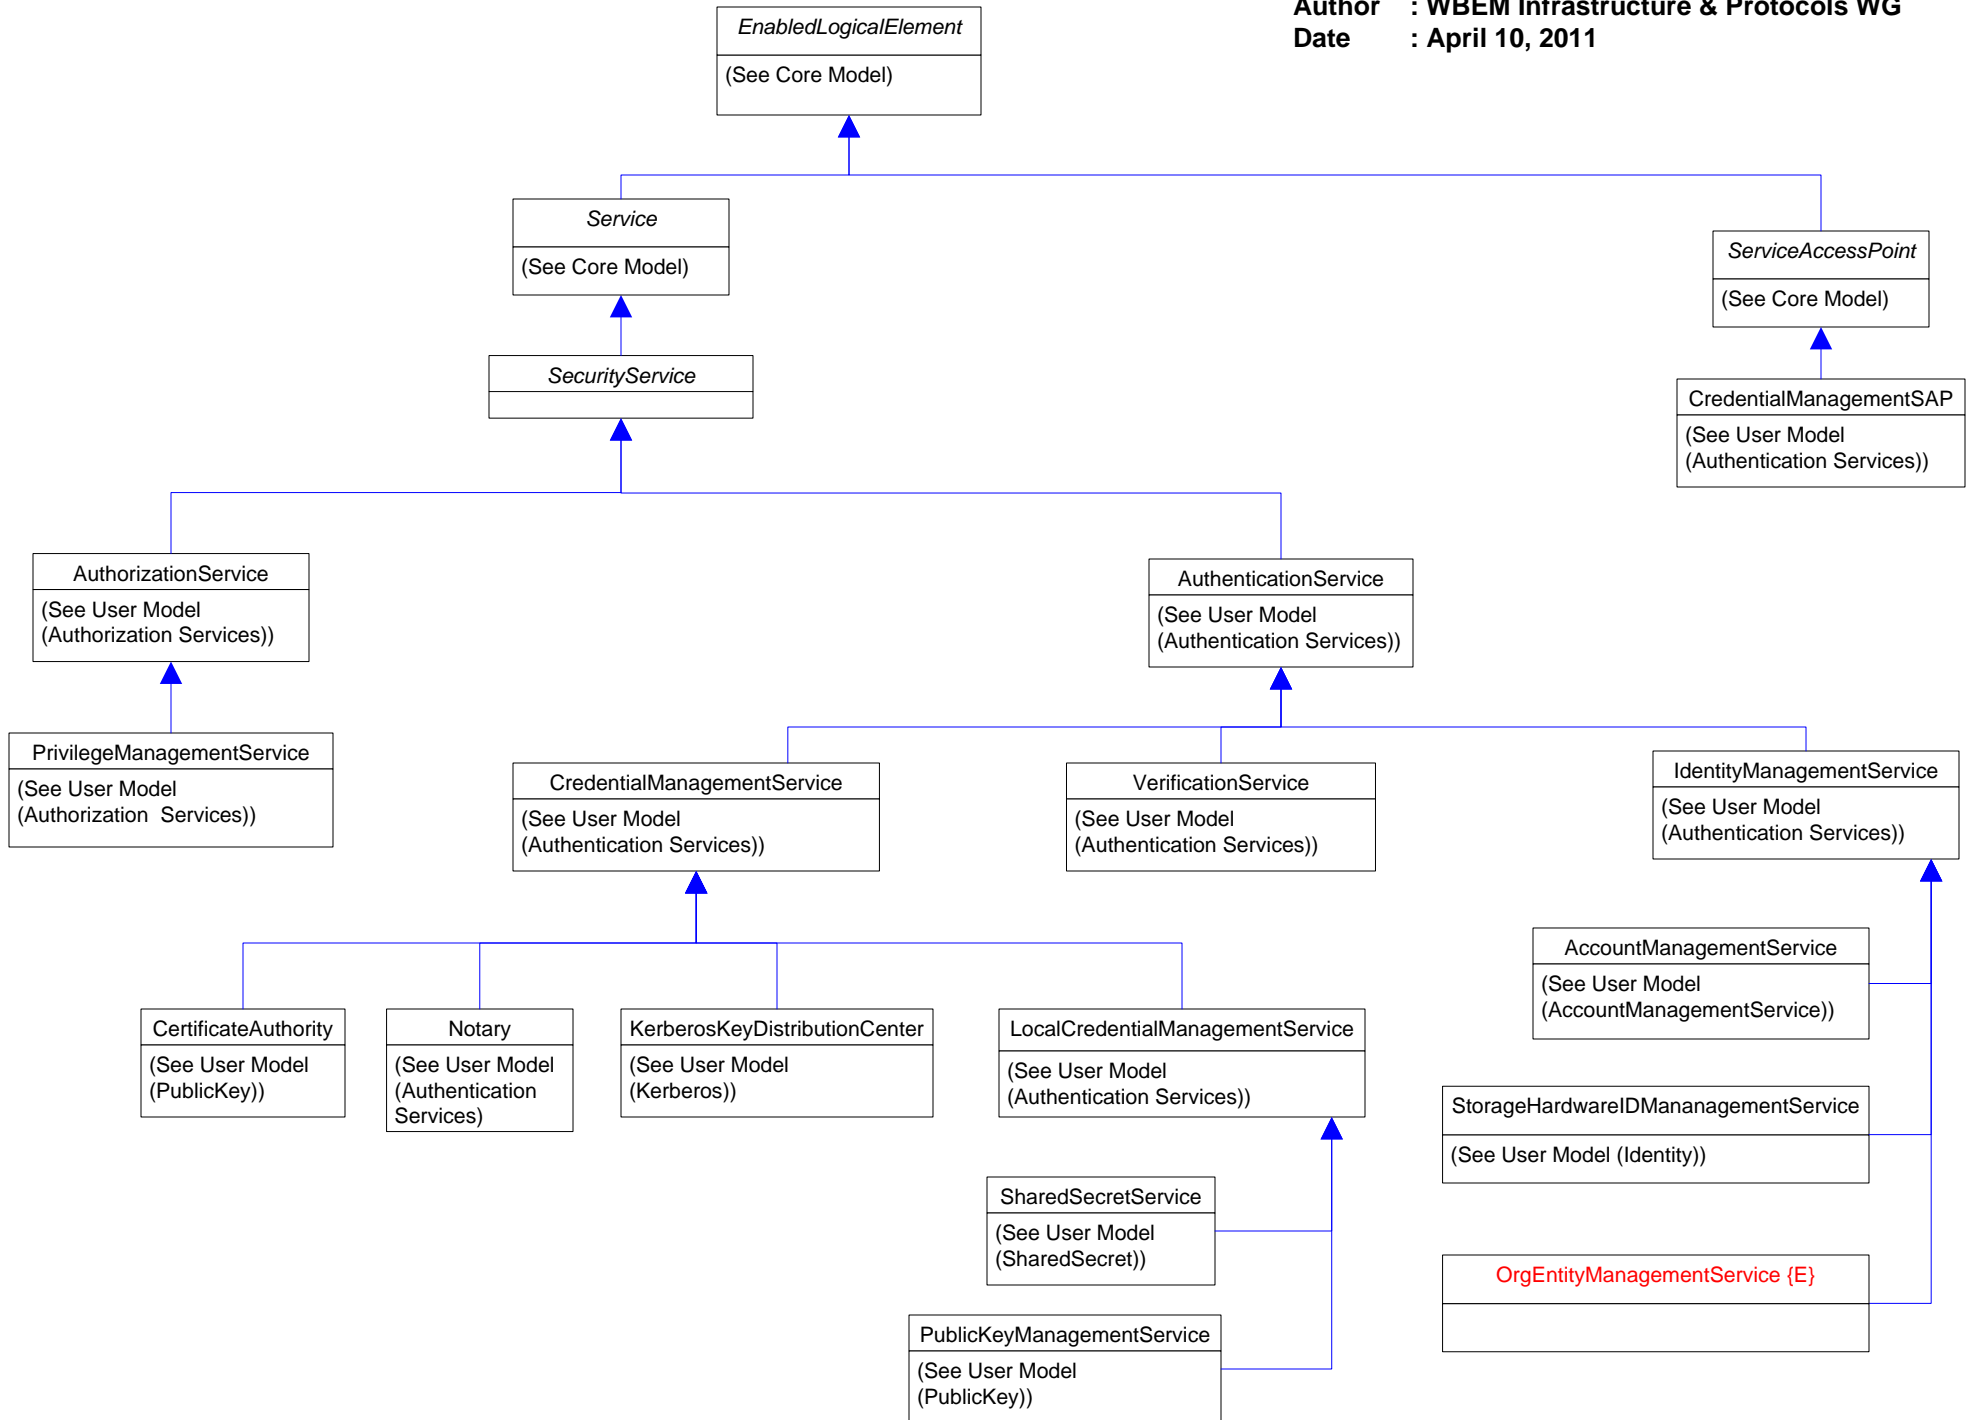 Author : WBEM Infrastructure & Protocols WG
Date : April 10, 2011
EnabledLogicalElement
(See Core Model)
Service
(See Core Model)
ServiceAccessPoint
(See Core Model)
SecurityService
CredentialManagementSAP
(See User Model
(Authentication Services))
AuthorizationService
(See User Model
(Authorization Services))
AuthenticationService
(See User Model
(Authentication Services))
PrivilegeManagementService
(See User Model
(Authorization  Services))
CredentialManagementService
(See User Model
(Authentication Services))
VerificationService
(See User Model
(Authentication Services))
IdentityManagementService
(See User Model
(Authentication Services))
AccountManagementService
(See User Model
(AccountManagementService))
CertificateAuthority
(See User Model
(PublicKey))
Notary
(See User Model
(Authentication
Services)
KerberosKeyDistributionCenter
(See User Model
(Kerberos))
LocalCredentialManagementService
(See User Model
(Authentication Services))
StorageHardwareIDMananagementService
(See User Model (Identity))
SharedSecretService
(See User Model
(SharedSecret))
OrgEntityManagementService {E}
PublicKeyManagementService
(See User Model
(PublicKey))